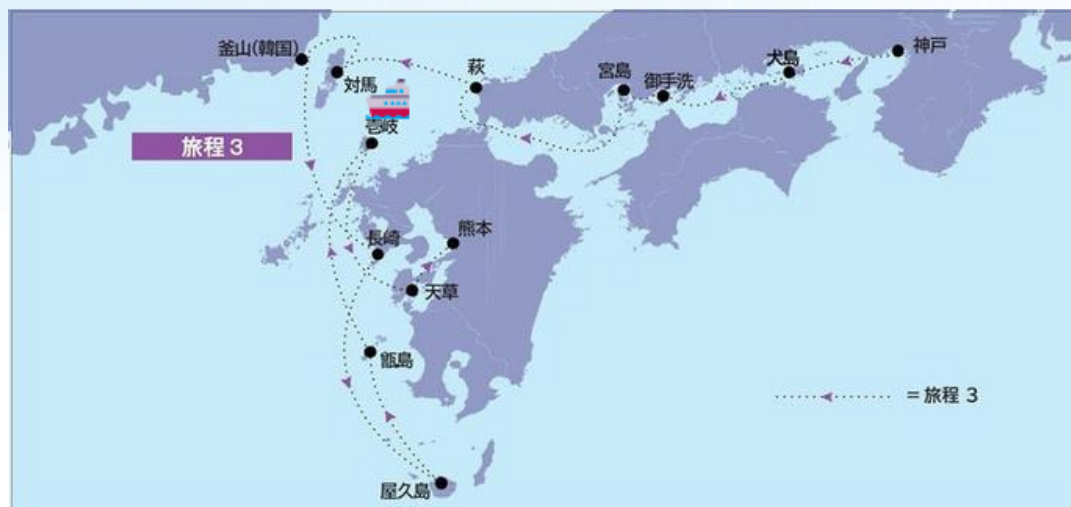 釜山(韓国)
対馬
萩
宮島
御手洗
犬島
神戸
壱岐
旅程3
長崎
熊本
天草
甑島
屋久島
= 旅程 3